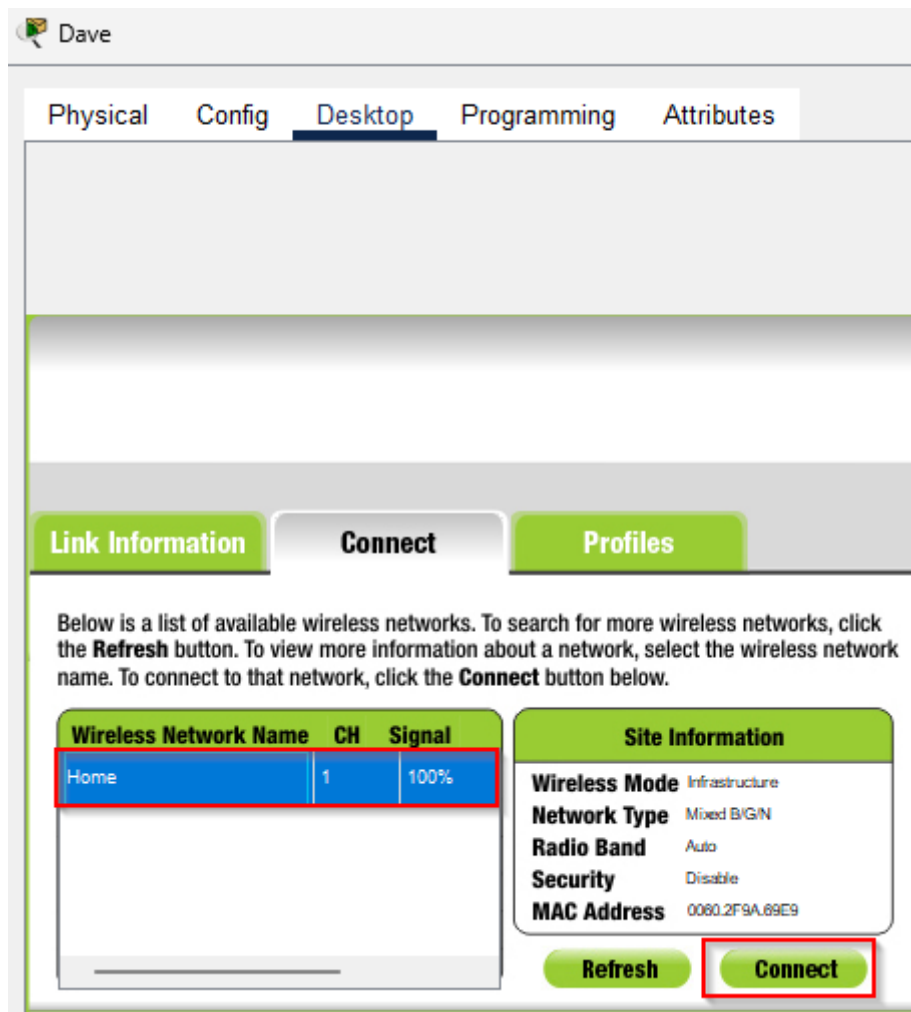 Dave
Physical Config Desktop Programming Attributes
Link Information Connect Profiles
Below is a list of available wireless networks. To search for more wireless networks, click
the Refresh button. To view more information about a network, select the wireless network
name. To connect to that network, click the Connect button below.
Wireless Network Name CH Signal
Home 1 100%
Site Information
Wireless Mode Infrastructure
Network Type Mixed B/G/N
Radio Band Auto
Security Disable
MAC Address 0060.2F9A.69E9
Refresh Connect